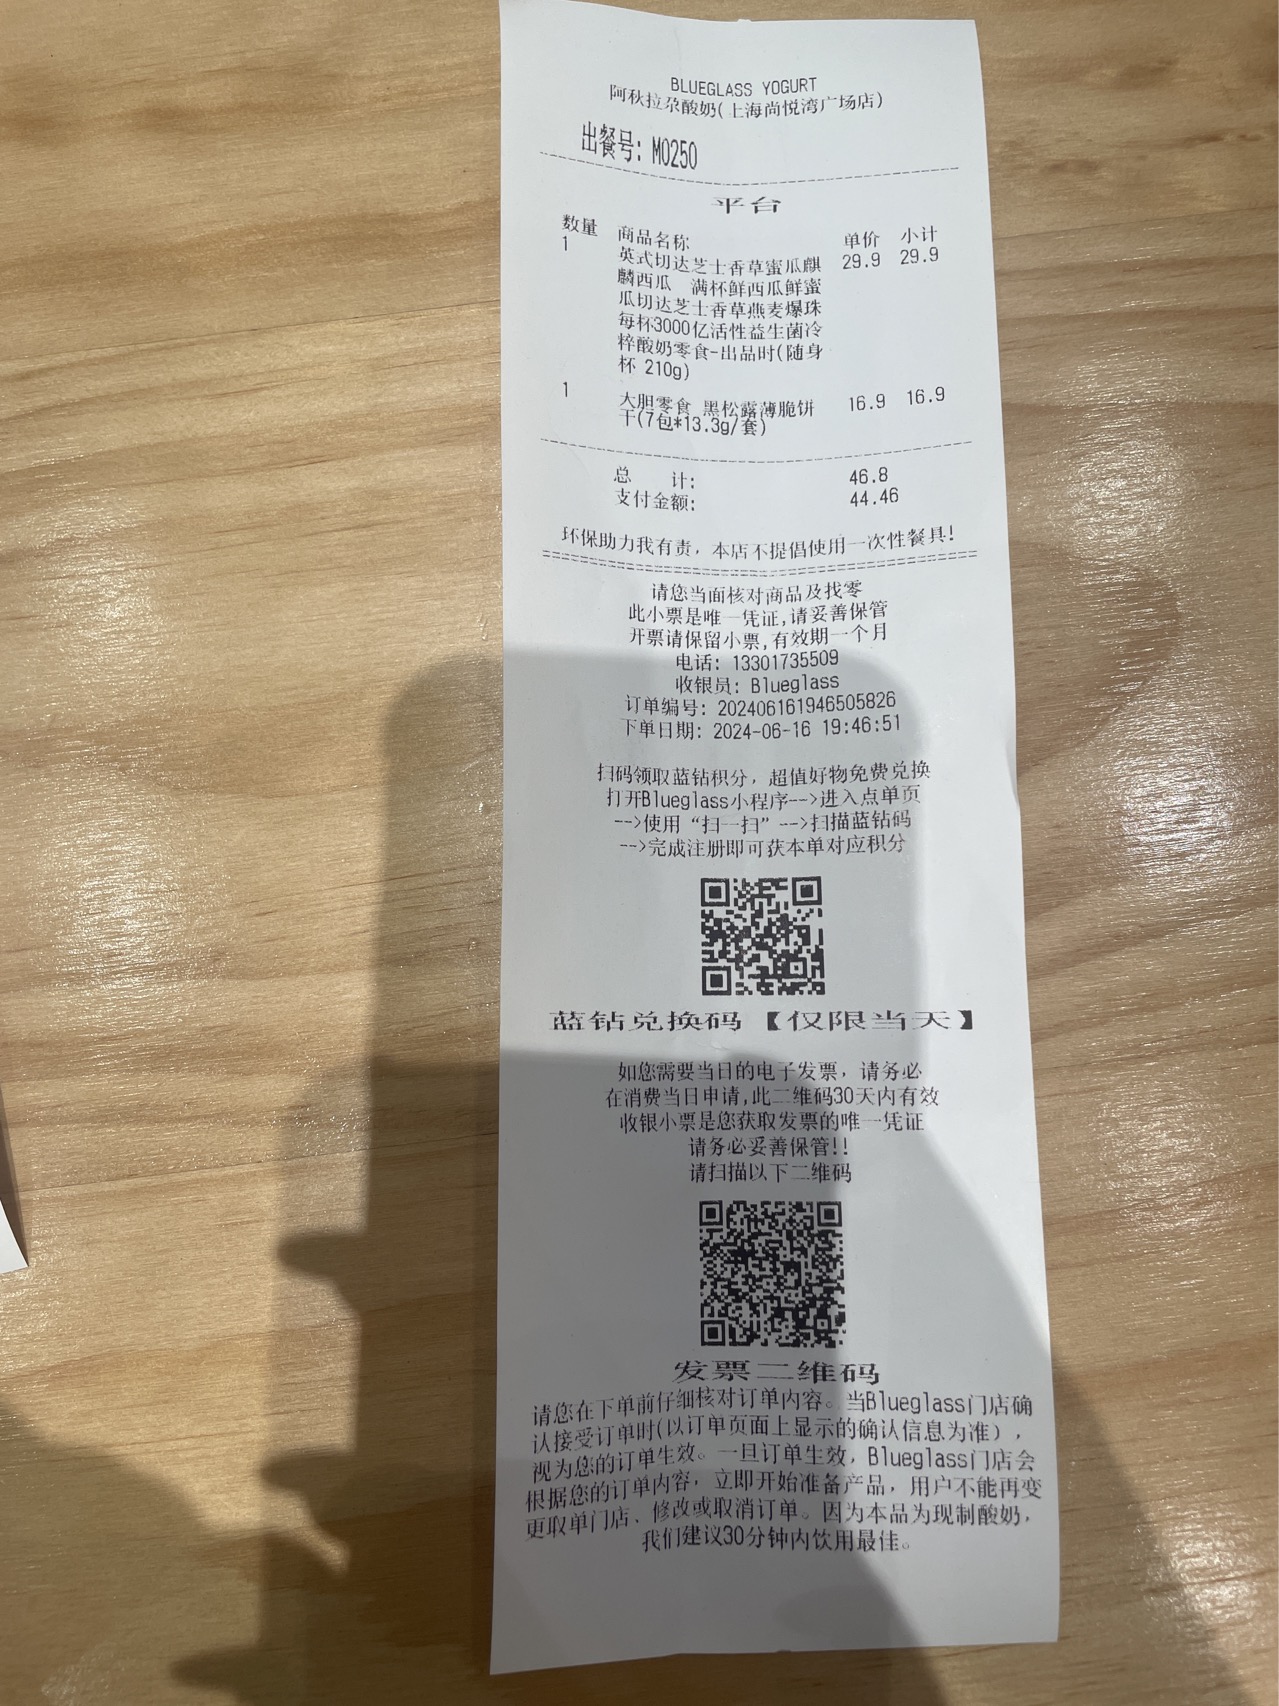 BLUEGLASS YOGURT
阿秋拉尕酸奶(上海尚悦湾广场店)
出餐号: M0250
平台
数量 商品名称 单价 小计
1 英式切达芝士香草蜜瓜麒 29.9 29.9
麟西瓜 满杯鲜西瓜鲜蜜
瓜切达芝士香草燕麦爆珠
每杯3000亿活性益生菌冷
粹酸奶零食-出品时(随身
杯 210g)
1 大胆零食 黑松露薄脆饼 16.9 16.9
干(7包*13.3g/套)
总 计: 46.8
支付金额: 44.46
环保助力我有责，本店不提倡使用一次性餐具!
请您当面核对商品及找零
此小票是唯一凭证,请妥善保管
开票请保留小票,有效期一个月
电话: 13301735509
收银员: Blueglass
订单编号: 202406161946505826
下单日期: 2024-06-16 19:46:51
扫码领取蓝钻积分，超值好物免费兑换
打开Blueglass小程序-->进入点单页
-->使用“扫一扫”-->扫描蓝钻码
-->完成注册即可获本单对应积分
蓝钻兑换码【仅限当天】
如您需要当日的电子发票，请务必
在消费当日申请,此二维码30天内有效
收银小票是您获取发票的唯一凭证
请务必妥善保管!!
请扫描以下二维码
发票二维码
请您在下单前仔细核对订单内容。当Blueglass门店确
认接受订单时(以订单页面上显示的确认信息为准)，
视为您的订单生效。一旦订单生效，Blueglass门店会
根据您的订单内容，立即开始准备产品，用户不能再变
更取单门店、修改或取消订单。因为本品为现制酸奶，
我们建议30分钟内饮用最佳。